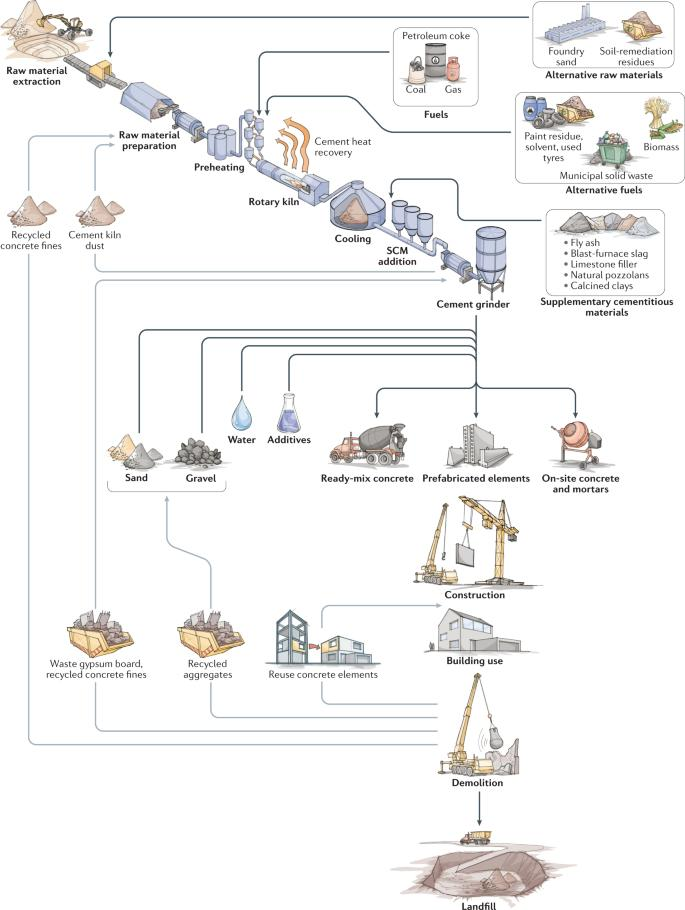 Raw material
extraction
Foundry
sand
Soil-remediation
residues
Alternative raw materials
Petroleum coke
Coal
Gas
Fuels
Raw material
preparation
Preheating
Cement heat
recovery
Paint residue,
solvent, used
tyres
Biomass
Municipal solid waste
Alternative fuels
Rotary kiln
Cooling
SCM
addition
Recycled
concrete fines
Cement kiln
dust
• Fly ash
• Blast-furnace slag
• Limestone filler
• Natural pozzolans
• Calcined clays
Supplementary cementitious
materials
Cement grinder
Water
Additives
Sand
Gravel
Ready-mix concrete
Prefabricated elements
On-site concrete
and mortars
Construction
Waste gypsum board,
recycled concrete fines
Recycled
aggregates
Reuse concrete elements
Building use
Demolition
Landfill